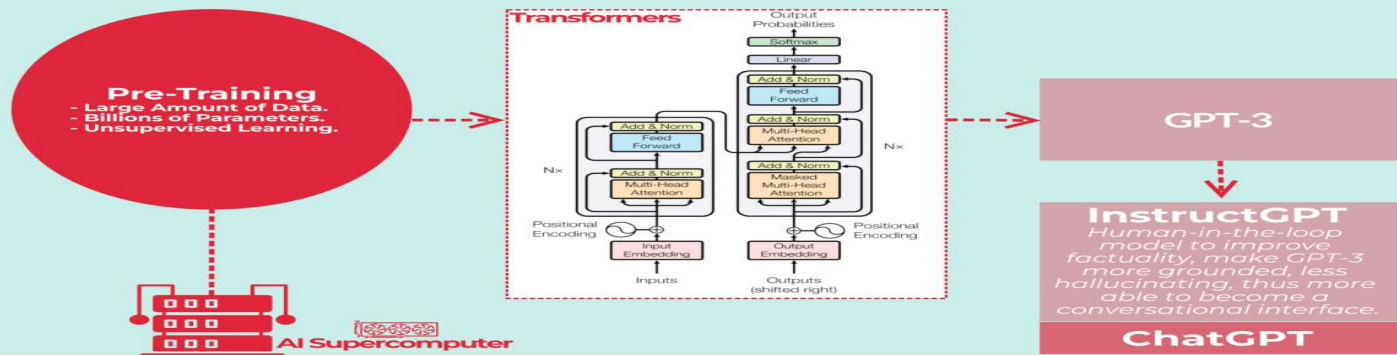 Pre-Training
- Large Amount of Data.
- Billions of Parameters.
- Unsupervised Learning.
AI Supercomputer
Transformers
Output
Probabilities
Softmax
Linear
Add & Norm
Feed
Forward
Add & Norm
Multi-Head
Attention
Add & Norm
Masked
Multi-Head
Attention
Nx
Positional
Encoding
Output
Embedding
Outputs
(shifted right)
Add & Norm
Feed
Forward
Add & Norm
Multi-Head
Attention
Nx
Positional
Encoding
Input
Embedding
Inputs
GPT-3
InstructGPT
Human-in-the-loop
model to improve
factuality, make GPT-3
more grounded, less
hallucinating, thus more
able to become a
conversational interface.
ChatGPT